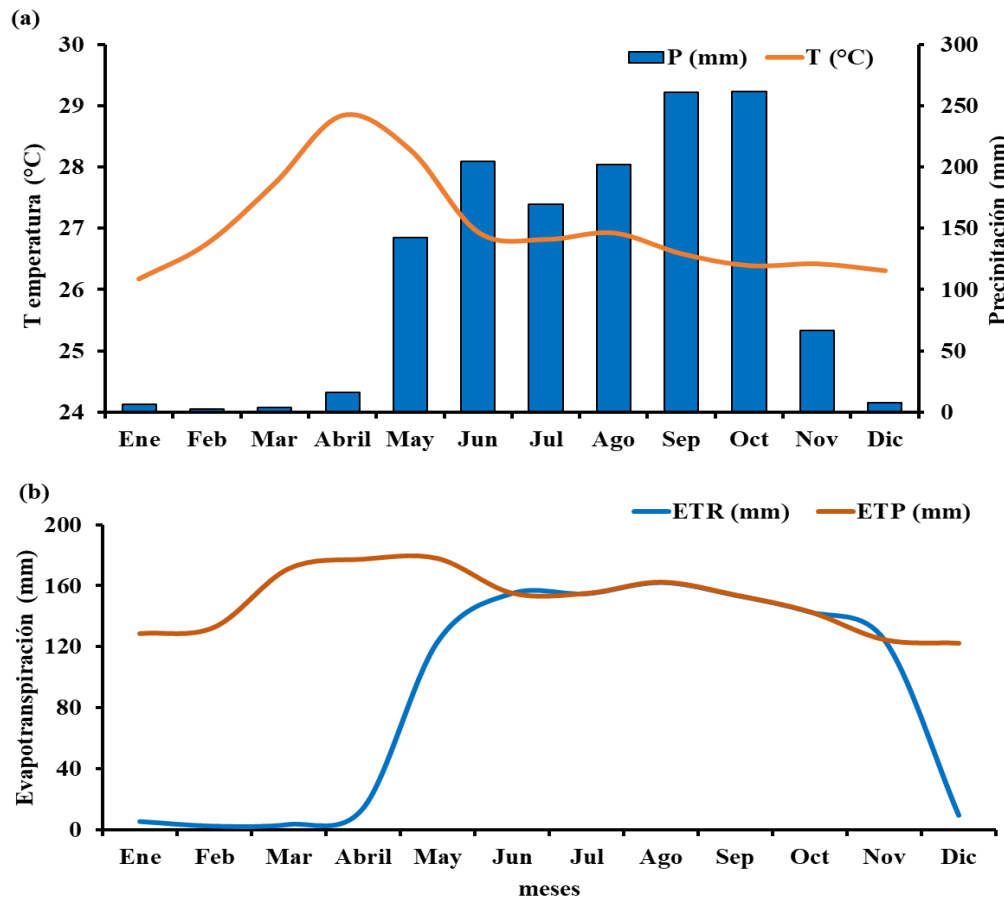 (a)
P (mm) T (°C)
30 300
29 250
28 200
27 150
26 100
25 50
24 0
T emperatura (°C)
Precipitación (mm)
Ene Feb Mar Abril May Jun Jul Ago Sep Oct Nov Dic
(b)
ETR (mm) ETP (mm)
200
160
120
80
40
0
Evapotranspiración (mm)
Ene Feb Mar Abril May Jun Jul Ago Sep Oct Nov Dic
meses